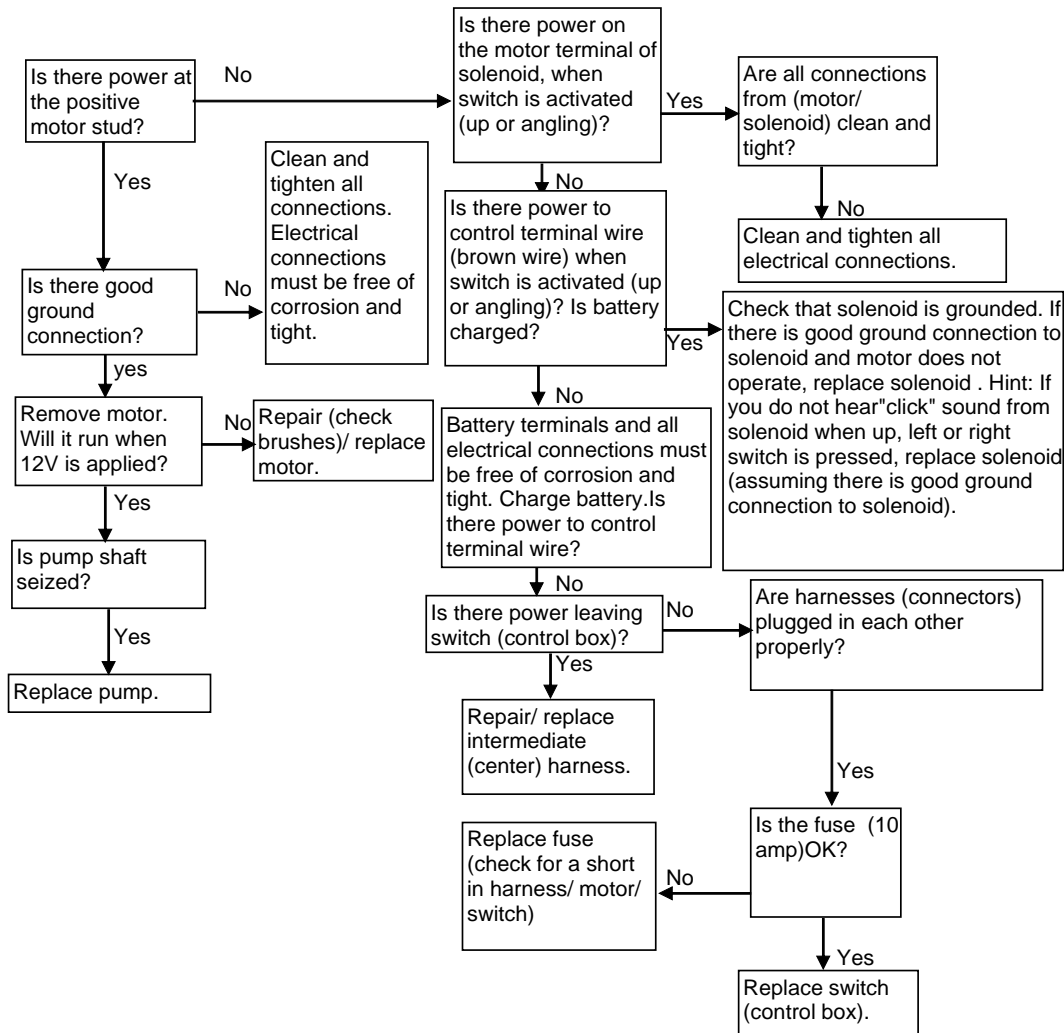 Is there power at
the positive
motor stud?
No
Is there power on
the motor terminal of
solenoid, when
switch is activated
(up or angling)?
Yes
Are all connections
from (motor/
solenoid) clean and
tight?
Yes
Clean and
tighten all
connections.
Electrical
connections
must be free of
corrosion and
tight.
No
Is there power to
control terminal wire
(brown wire) when
switch is activated (up
or angling)? Is battery
charged?
No
Clean and tighten all
electrical connections.
Is there good
ground
connection?
No
Yes
Check that solenoid is grounded. If
there is good ground connection to
solenoid and motor does not
operate, replace solenoid . Hint: If
you do not hear"click" sound from
solenoid when up, left or right
switch is pressed, replace solenoid
(assuming there is good ground
connection to solenoid).
yes
Remove motor.
Will it run when
12V is applied?
No
Repair (check
brushes)/ replace
motor.
No
Battery terminals and all
electrical connections must
be free of corrosion and
tight. Charge battery.Is
there power to control
terminal wire?
Yes
Is pump shaft
seized?
Yes
Replace pump.
No
Is there power leaving
switch (control box)?
No
Are harnesses (connectors)
plugged in each other
properly?
Yes
Repair/ replace
intermediate
(center) harness.
Yes
Is the fuse  (10
amp)OK?
No
Replace fuse
(check for a short
in harness/ motor/
switch)
Yes
Replace switch
(control box).